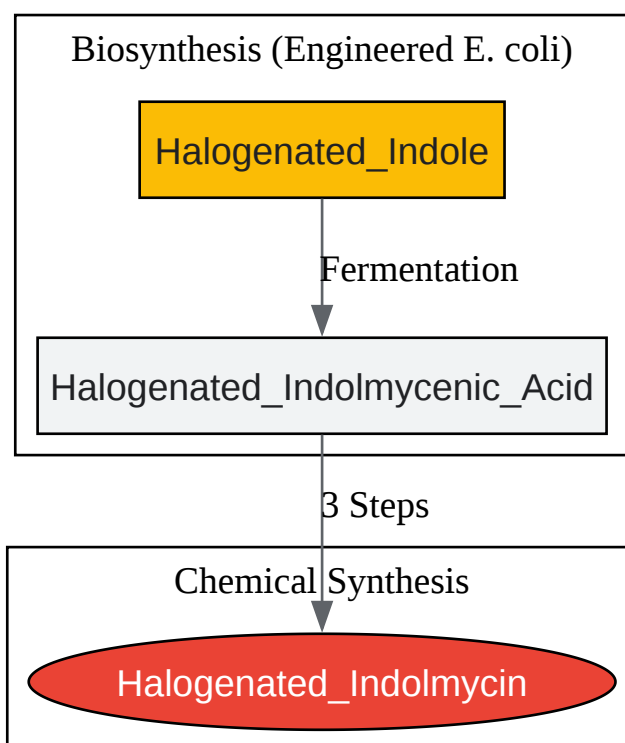 Biosynthesis (Engineered E. coli)
Halogenated_Indole
Fermentation
Halogenated_Indolmycenic_Acid
3 Steps
Chemical Synthesis
Halogenated_Indolmycin